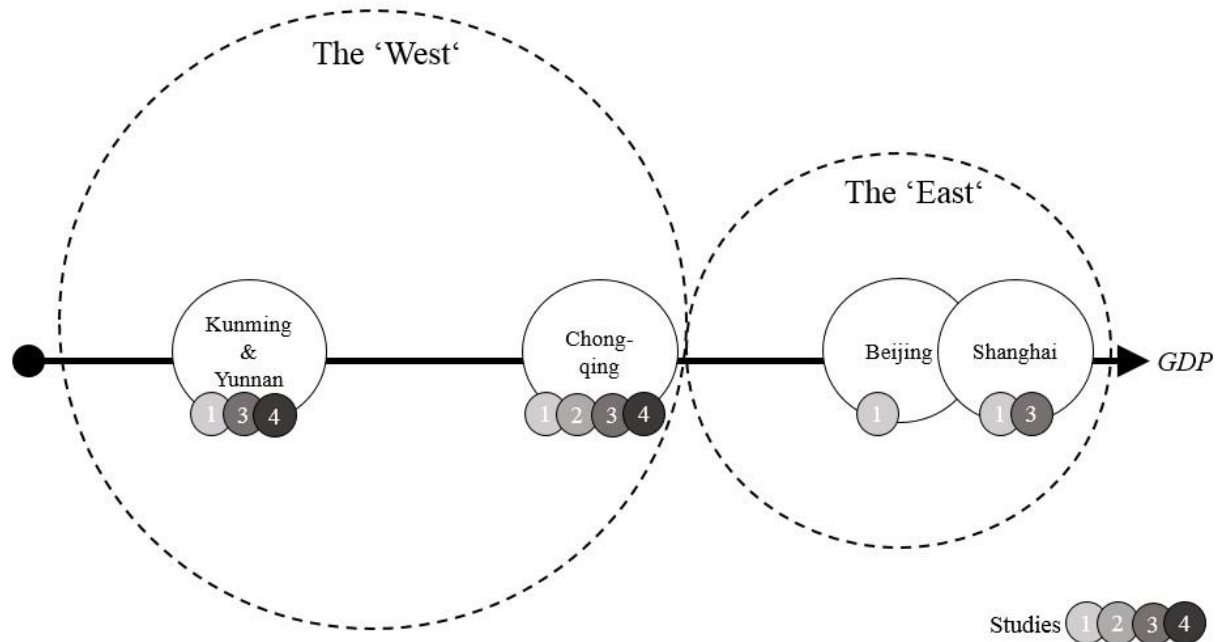 The ‘West‘
The ‘East‘
Kunming
&
Yunnan
Chong-
qing
Beijing
Shanghai
GDP
1 3 4
1 2 3 4
1
1 3
Studies 1 2 3 4